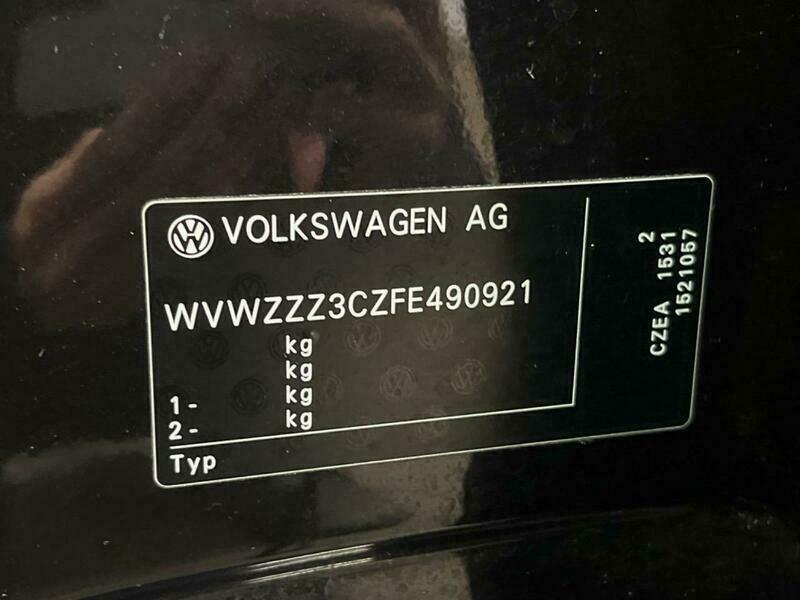 VOLKSWAGEN AG
WVWZZZ3CZFE490921
kg
kg
1- kg
2- kg
Typ
2
CZEA 1531
1521057